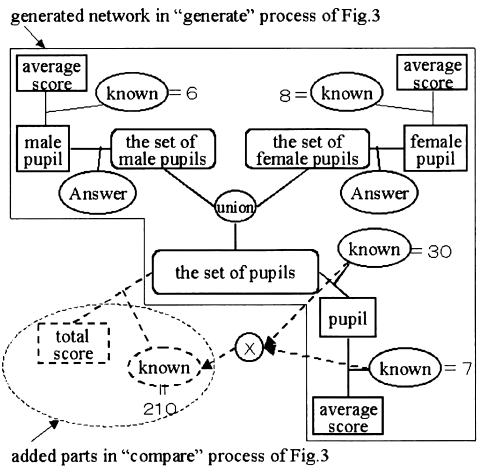 generated network in “generate” process of Fig.3
average
score
known = 6
8 = known
average
score
male
pupil
the set of
male pupils
the set of
female pupils
female
pupil
Answer
union
Answer
the set of pupils
known = 30
pupil
total
score
known
=
210
X
known = 7
average
score
added parts in “compare” process of Fig.3